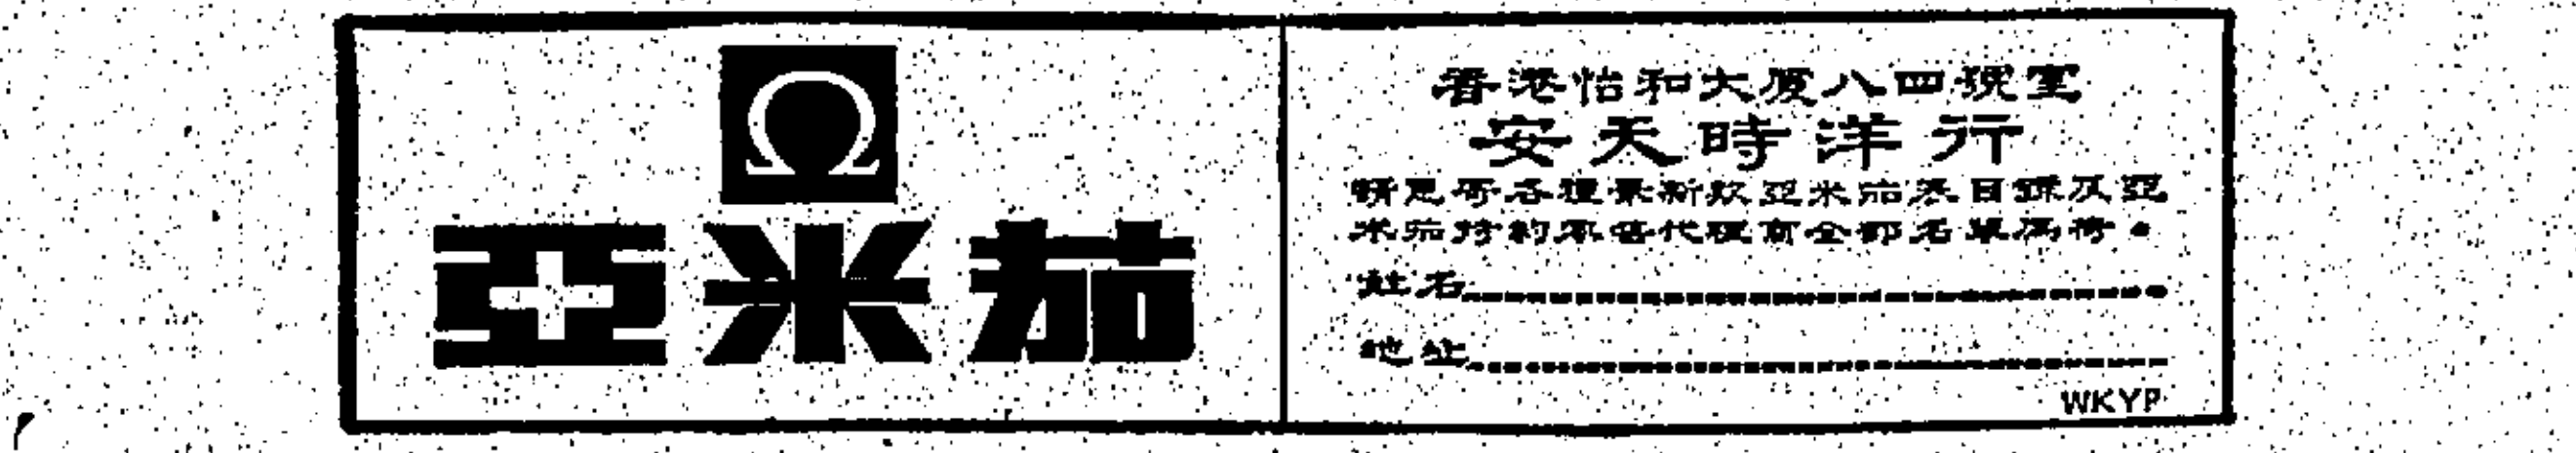 Ω
亞米茄
香港怡和大厦八四號室
安天時洋行
請惠寄各種最新款亞米茄表目錄及亞
米茄特約零售代理商全部名單爲荷。
姓名
地址
WKYP